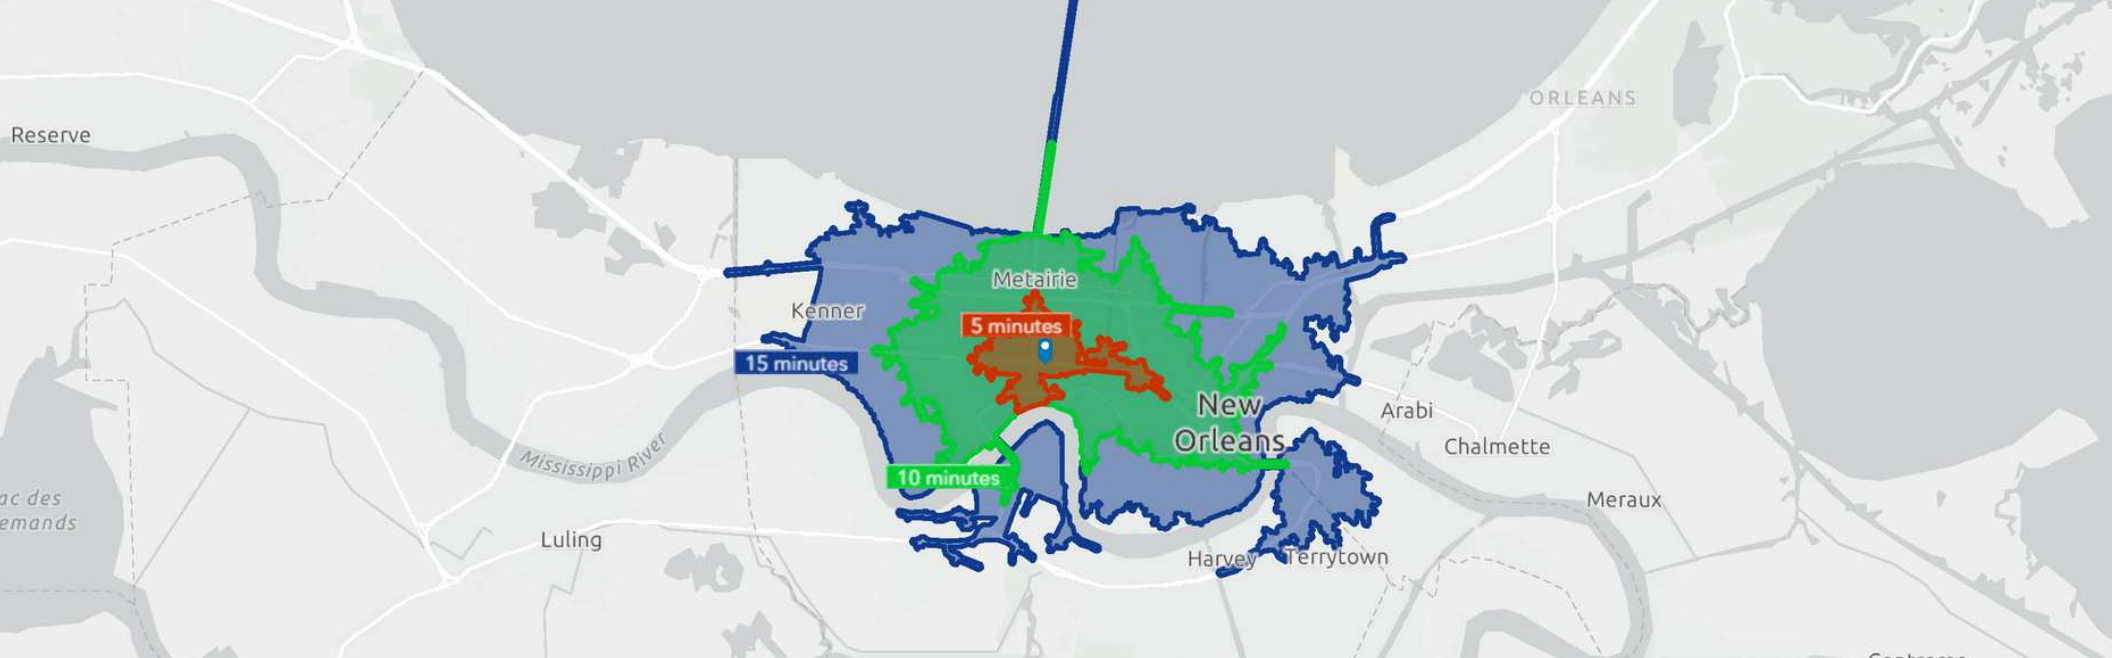 ORLEANS
Reserve
Metairie
Kenner
5 minutes
15 minutes
New
Orleans
Arabi
Chalmette
Mississippi River
10 minutes
ac des
emands
Meraux
Luling
Harvey
Terrytown